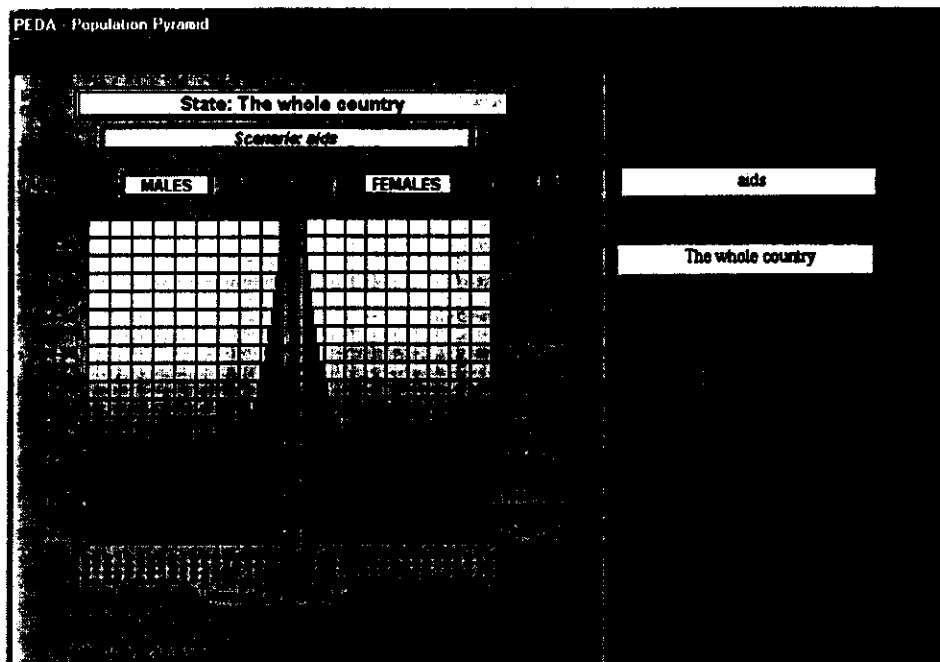 PEDA - Population Pyramid
State: The whole country
Scenario: aids
MALES
FEMALES
aids
The whole country